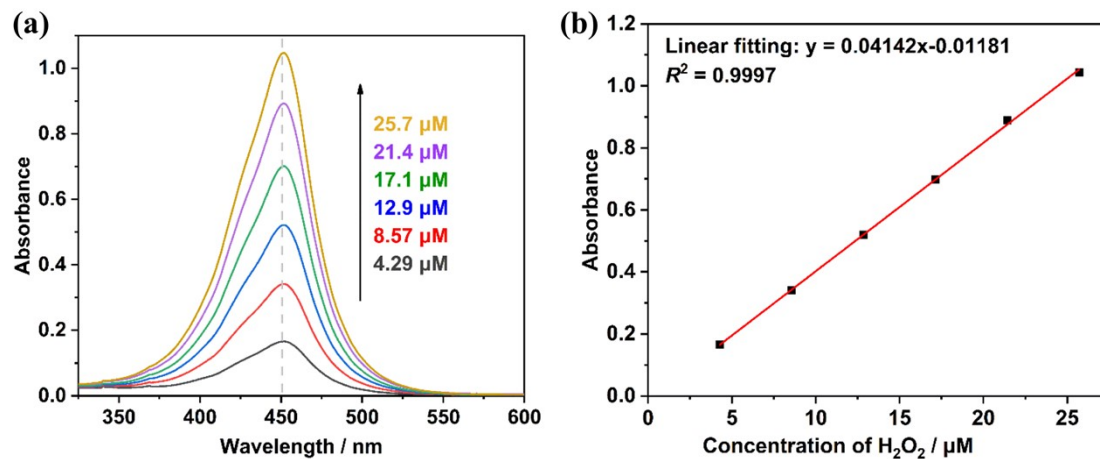 (a)
1.0
0.8
0.6
0.4
0.2
0.0
Absorbance
25.7 µM
21.4 µM
17.1 µM
12.9 µM
8.57 µM
4.29 µM
350
400
450
500
550
600
Wavelength / nm
(b)
1.2
1.0
0.8
0.6
0.4
0.2
0.0
Absorbance
Linear fitting: y = 0.04142x-0.01181
R² = 0.9997
0
5
10
15
20
25
Concentration of H₂O₂ / µM